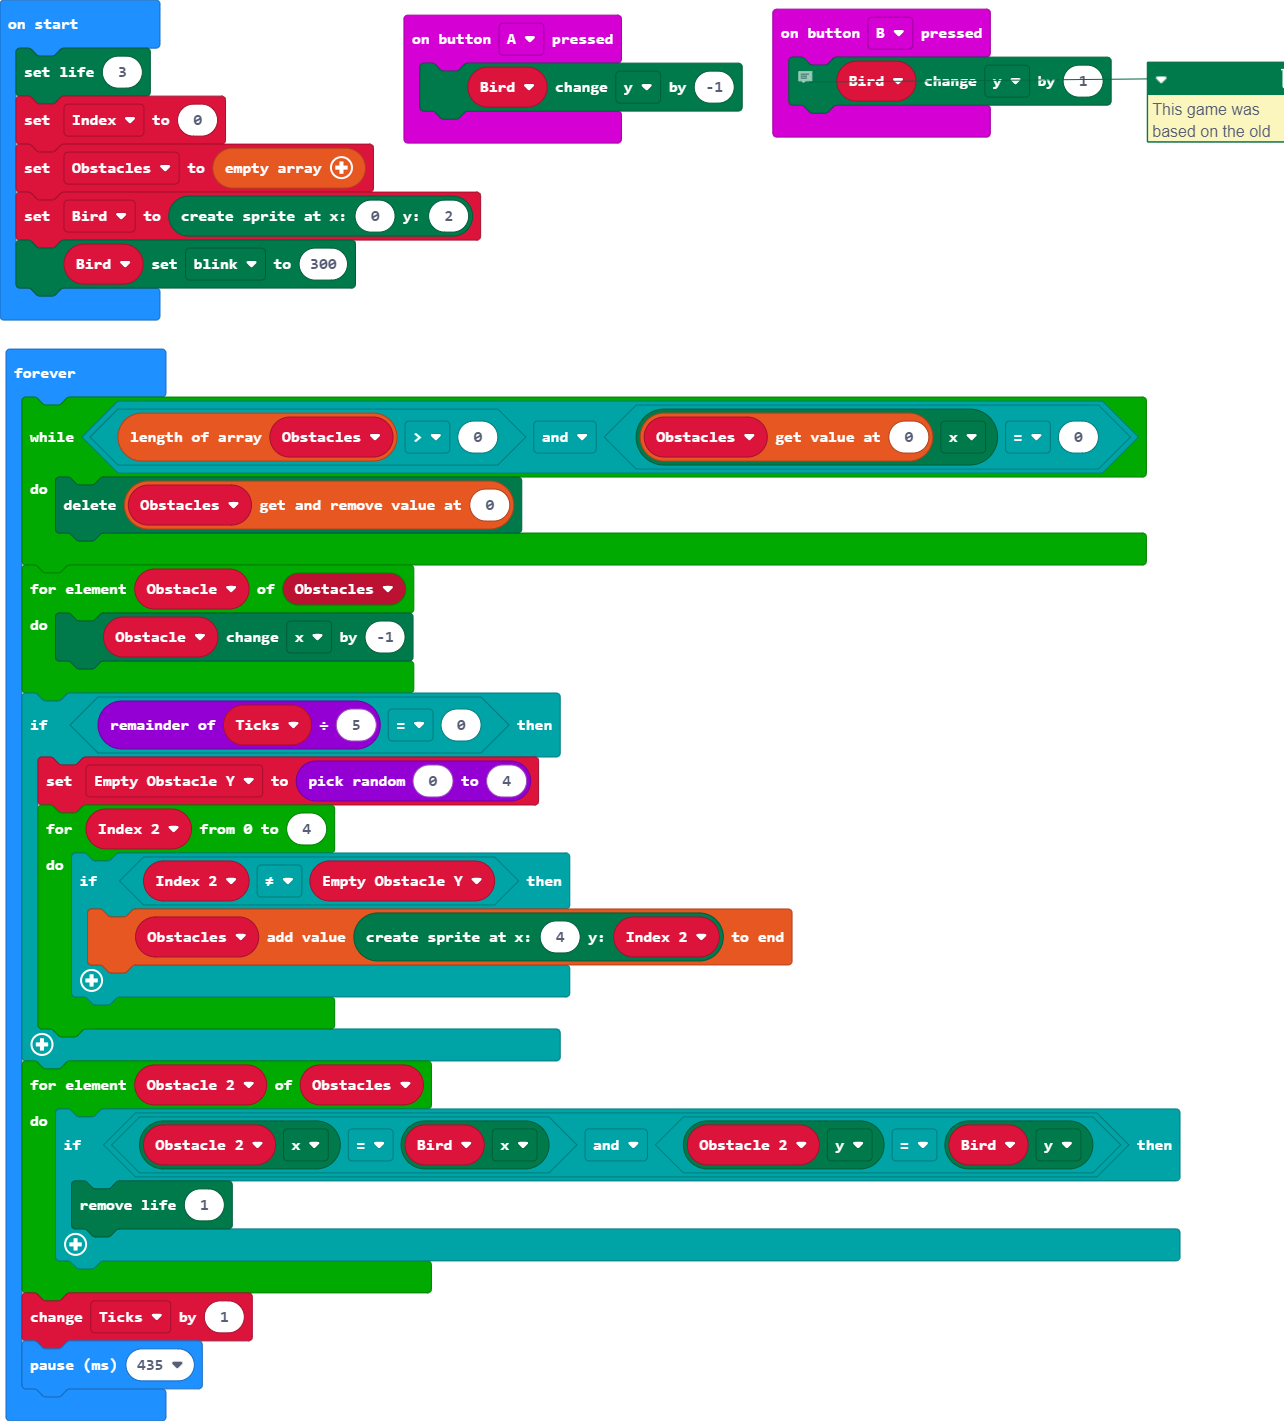 on start
set life 3
set Index to 0
set Obstacles to empty array
set Bird to create sprite at x: 0 y: 2
Bird set blink to 300
on button A pressed
Bird change y by -1
on button B pressed
Bird change y by 1
This game was
based on the old
forever
while length of array Obstacles > 0 and Obstacles get value at 0 x = 0
do
delete Obstacles get and remove value at 0
for element Obstacle of Obstacles
do
Obstacle change x by -1
if remainder of Ticks ÷ 5 = 0 then
set Empty Obstacle Y to pick random 0 to 4
for Index 2 from 0 to 4
do
if Index 2 ≠ Empty Obstacle Y then
Obstacles add value create sprite at x: 4 y: Index 2 to end
for element Obstacle 2 of Obstacles
do
if Obstacle 2 x = Bird x and Obstacle 2 y = Bird y then
remove life 1
change Ticks by 1
pause (ms) 435